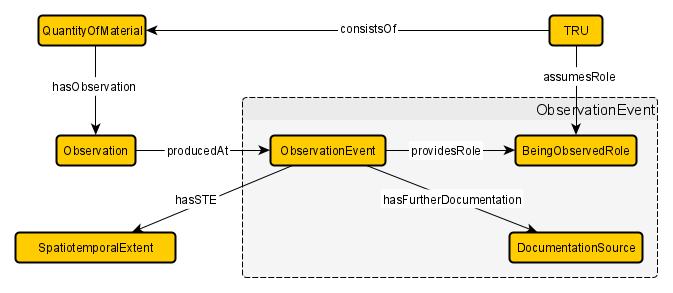 QuantityOfMaterial
consistsOf
TRU
hasObservation
assumesRole
ObservationEvent
Observation
producedAt
ObservationEvent
providesRole
BeingObservedRole
hasSTE
hasFurtherDocumentation
SpatiotemporalExtent
DocumentationSource